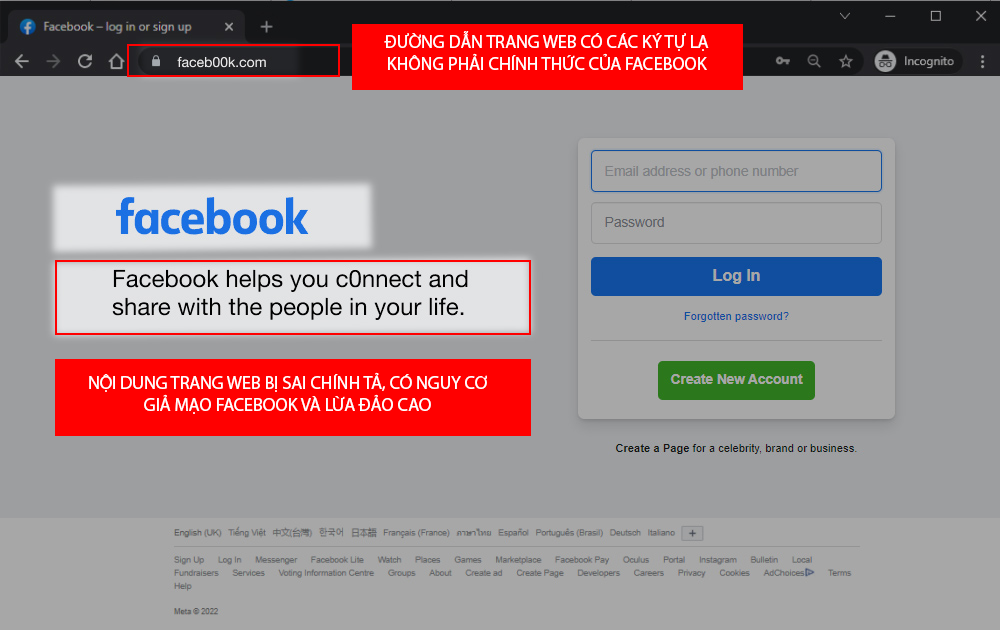 Facebook – log in or sign up
faceb00k.com
Incognito
ĐƯỜNG DẪN TRANG WEB CÓ CÁC KÝ TỰ LẠ
KHÔNG PHẢI CHÍNH THỨC CỦA FACEBOOK
facebook
Facebook helps you c0nnect and
share with the people in your life.
NỘI DUNG TRANG WEB BỊ SAI CHÍNH TẢ, CÓ NGUY CƠ
GIẢ MẠO FACEBOOK VÀ LỪA ĐẢO CAO
Email address or phone number
Password
Log In
Forgotten password?
Create New Account
Create a Page for a celebrity, brand or business.
English (UK) Tiếng Việt 中文(台灣) 한국어 日本語 Français (France) ภาษาไทย Español Português (Brasil) Deutsch Italiano +
Sign Up Log In Messenger Facebook Lite Watch Places Games Marketplace Facebook Pay Oculus Portal Instagram Bulletin Local
Fundraisers Services Voting Information Centre Groups About Create ad Create Page Developers Careers Privacy Cookies AdChoices Terms
Help
Meta © 2022